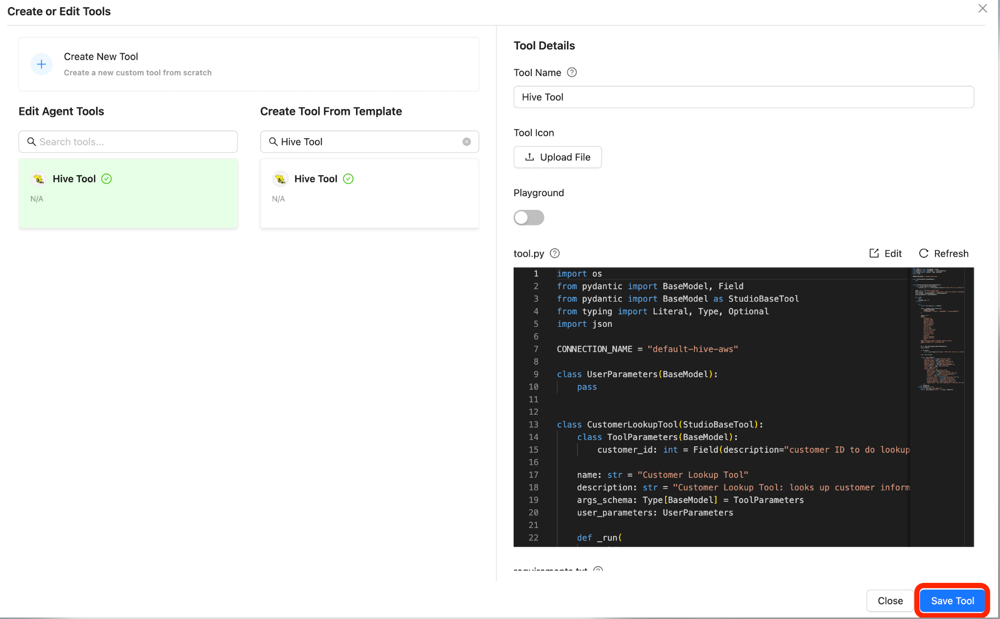 Create or Edit Tools
Create New Tool
Create a new custom tool from scratch
Edit Agent Tools
Search tools...
Hive Tool
N/A
Create Tool From Template
Hive Tool
Hive Tool
N/A
Tool Details
Tool Name
Hive Tool
Tool Icon
Upload File
Playground
tool.py
Edit
Refresh
1 import os
2 from pydantic import BaseModel, Field
3 from pydantic import BaseModel as StudioBaseTool
4 from typing import Literal, Type, Optional
5 import json
6
7 CONNECTION_NAME = "default-hive-aws"
8
9 class UserParameters(BaseModel):
10 pass
11
12
13 class CustomerLookupTool(StudioBaseTool):
14 class ToolParameters(BaseModel):
15 customer_id: int = Field(description="customer ID to do lookup
16
17 name: str = "Customer Lookup Tool"
18 description: str = "Customer Lookup Tool: looks up customer inform
19 args_schema: Type[BaseModel] = ToolParameters
20 user_parameters: UserParameters
21
22 def _run(
requirements.txt
Close
Save Tool